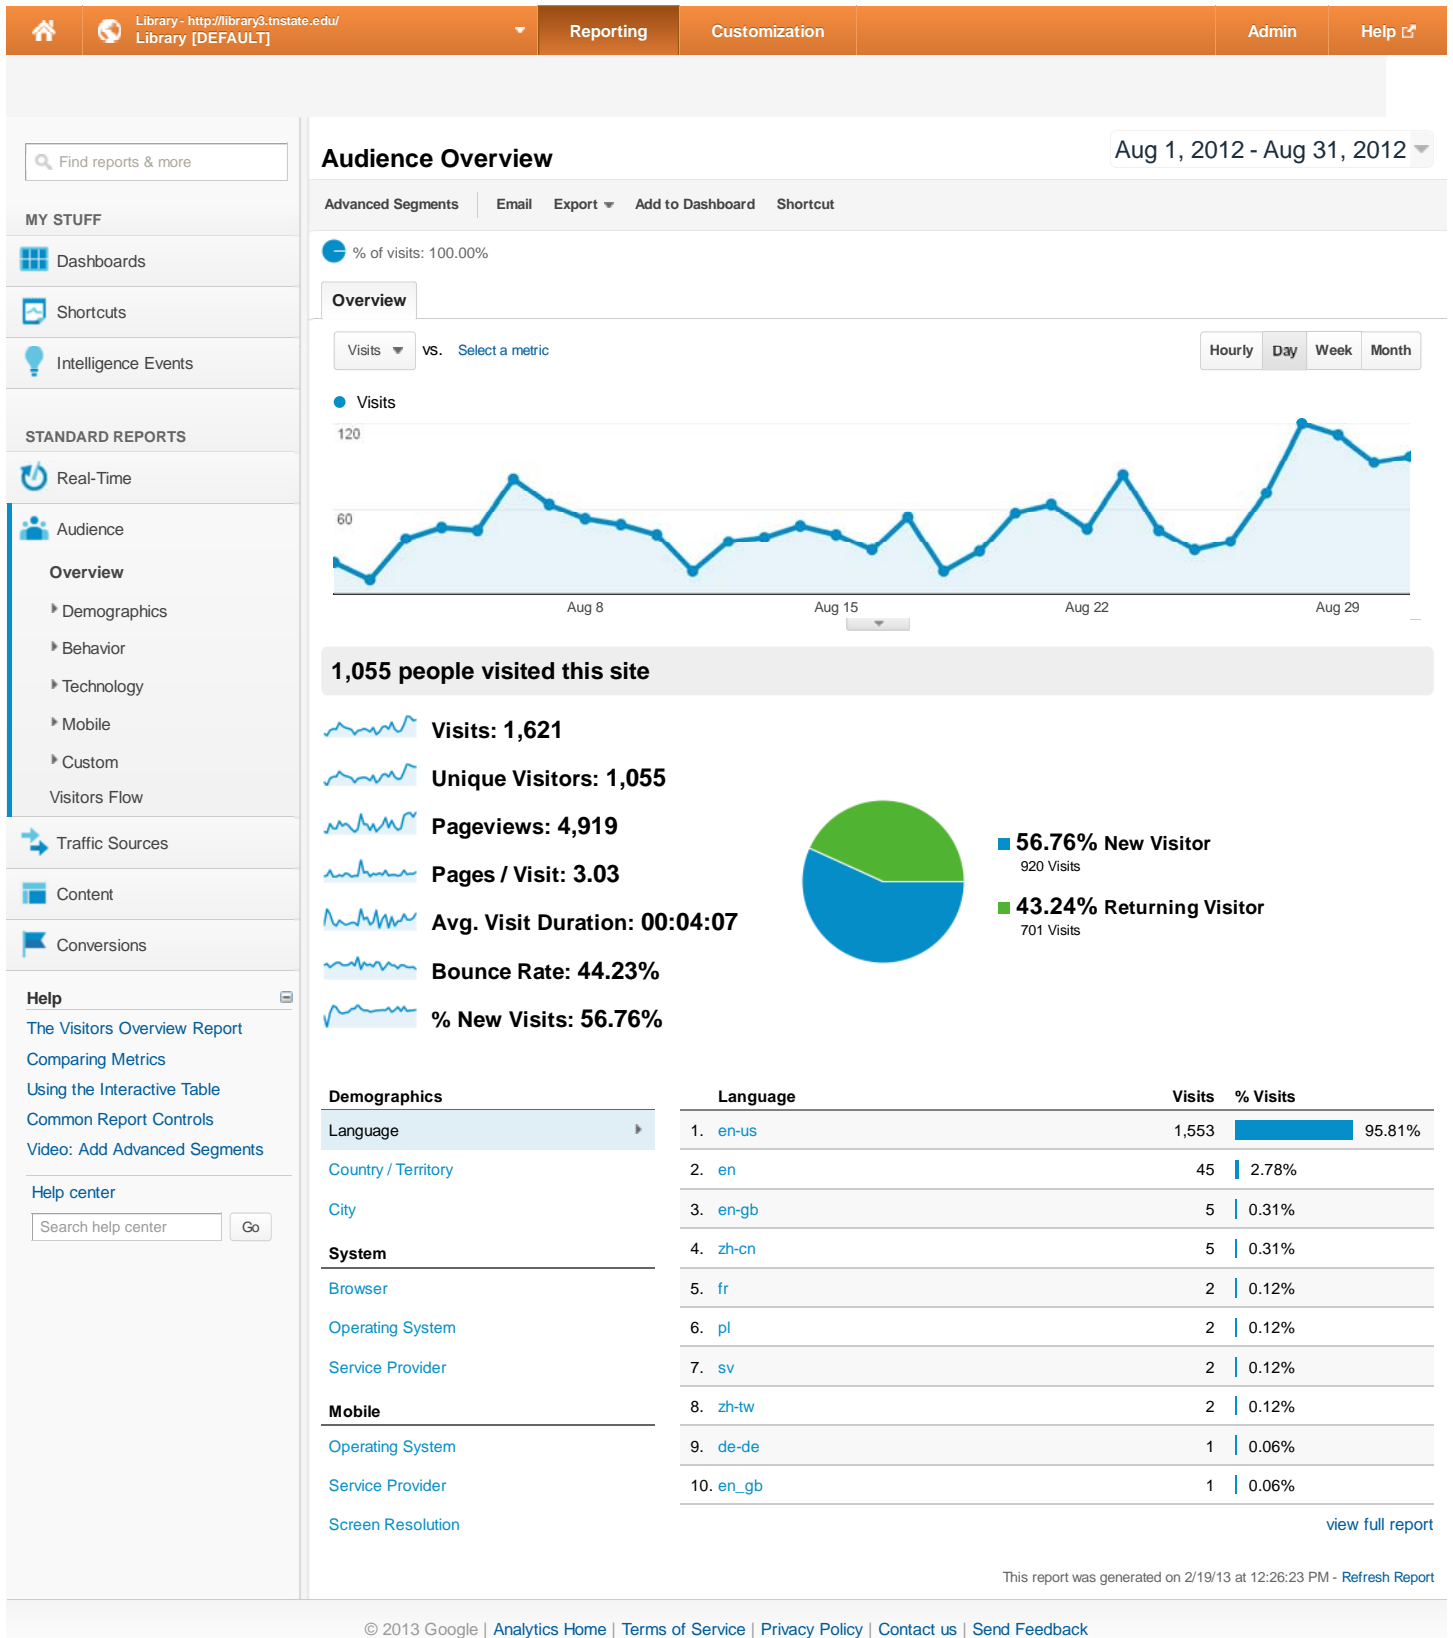 Library - http://library3.tnstate.edu/
Library [DEFAULT]
Reporting
Customization
Admin
Help
Find reports & more
MY STUFF
Dashboards
Shortcuts
Intelligence Events
STANDARD REPORTS
Real-Time
Audience
Overview
Demographics
Behavior
Technology
Mobile
Custom
Visitors Flow
Traffic Sources
Content
Conversions
Help
The Visitors Overview Report
Comparing Metrics
Using the Interactive Table
Common Report Controls
Video: Add Advanced Segments
Help center
Search help center
Go
Audience Overview
Aug 1, 2012 - Aug 31, 2012
Advanced Segments Email Export Add to Dashboard Shortcut
% of visits: 100.00%
Overview
Visits VS. Select a metric
Hourly Day Week Month
Visits
120
60
Aug 8 Aug 15 Aug 22 Aug 29
1,055 people visited this site
Visits: 1,621
Unique Visitors: 1,055
Pageviews: 4,919
Pages / Visit: 3.03
Avg. Visit Duration: 00:04:07
Bounce Rate: 44.23%
% New Visits: 56.76%
56.76% New Visitor
920 Visits
43.24% Returning Visitor
701 Visits
Demographics
Language
Country / Territory
City
System
Browser
Operating System
Service Provider
Mobile
Operating System
Service Provider
Screen Resolution
Language Visits % Visits
1. en-us 1,553 95.81%
2. en 45 2.78%
3. en-gb 5 0.31%
4. zh-cn 5 0.31%
5. fr 2 0.12%
6. pl 2 0.12%
7. sv 2 0.12%
8. zh-tw 2 0.12%
9. de-de 1 0.06%
10. en_gb 1 0.06%
view full report
This report was generated on 2/19/13 at 12:26:23 PM - Refresh Report
© 2013 Google | Analytics Home | Terms of Service | Privacy Policy | Contact us | Send Feedback